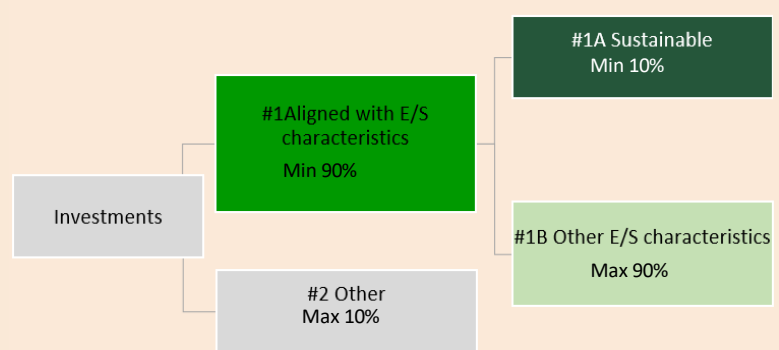 #1A Sustainable
Min 10%
#1Aligned with E/S
characteristics
Min 90%
Investments
#1B Other E/S characteristics
Max 90%
#2 Other
Max 10%